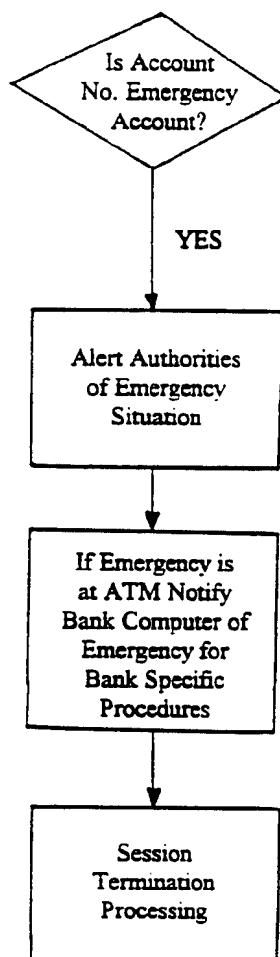 Is Account
No. Emergency
Account?
YES
Alert Authorities
of Emergency
Situation
If Emergency is
at ATM Notify
Bank Computer of
Emergency for
Bank Specific
Procedures
Session
Termination
Processing